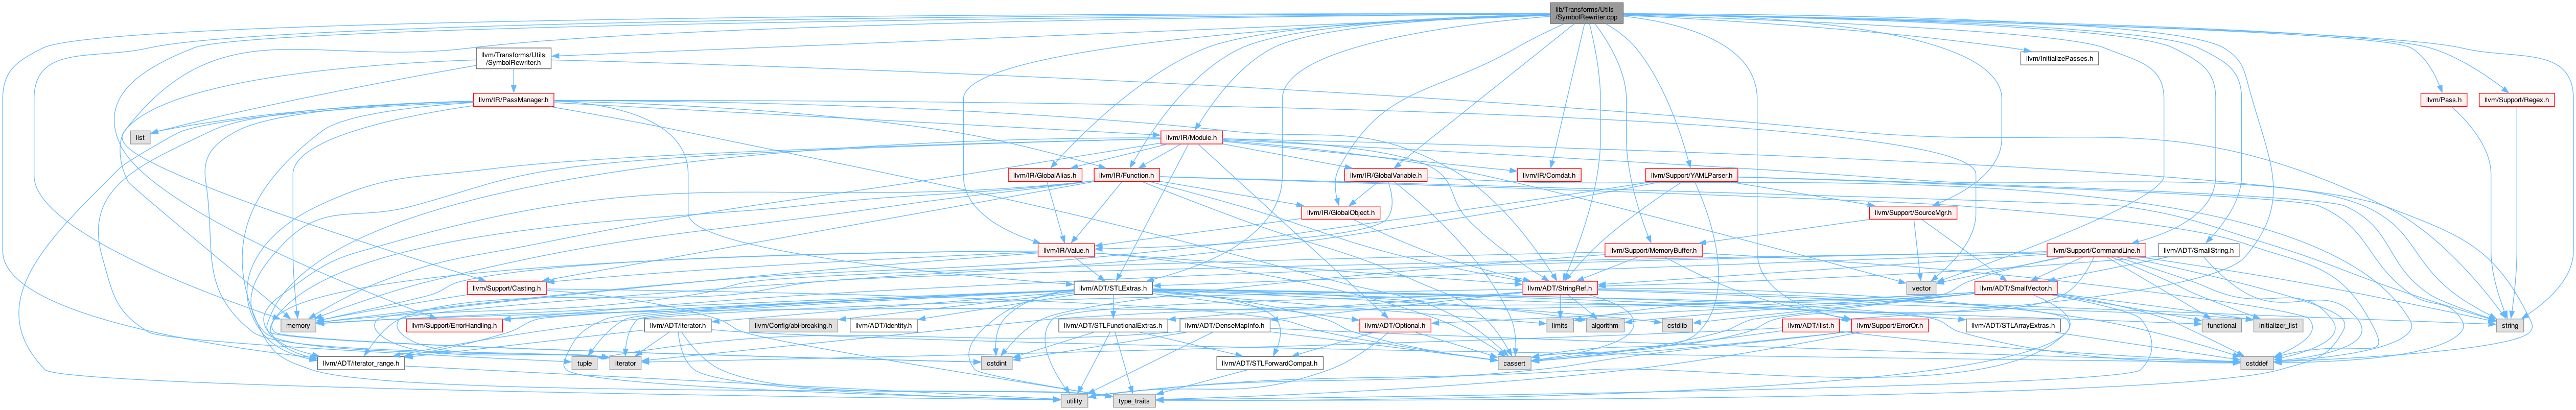 lib/Transforms/Utils
/SymbolRewriter.cpp
llvm/Transforms/Utils
/SymbolRewriter.h
llvm/InitializePasses.h
llvm/IR/PassManager.h
llvm/Pass.h
llvm/Support/Regex.h
list
llvm/IR/Module.h
llvm/IR/GlobalAlias.h
llvm/IR/Function.h
llvm/IR/Comdat.h
llvm/IR/GlobalVariable.h
llvm/Support/YAMLParser.h
llvm/IR/GlobalObject.h
llvm/Support/SourceMgr.h
llvm/IR/Value.h
llvm/Support/MemoryBuffer.h
llvm/Support/CommandLine.h
llvm/ADT/SmallString.h
llvm/Support/Casting.h
llvm/ADT/STLExtras.h
llvm/ADT/StringRef.h
vector
llvm/ADT/SmallVector.h
memory
llvm/Support/ErrorHandling.h
llvm/ADT/iterator.h
llvm/Config/abi-breaking.h
llvm/ADT/identity.h
llvm/ADT/STLFunctionalExtras.h
llvm/ADT/DenseMapInfo.h
llvm/ADT/Optional.h
limits
algorithm
cstdlib
llvm/ADT/ilist.h
llvm/Support/ErrorOr.h
llvm/ADT/STLArrayExtras.h
functional
initializer_list
string
llvm/ADT/iterator_range.h
tuple
iterator
cstdint
llvm/ADT/STLForwardCompat.h
cassert
cstddef
utility
type_traits